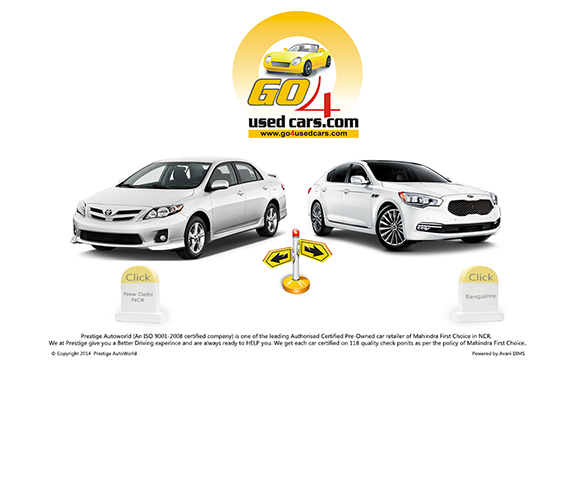 GO4
used cars.com
www.go4usedcars.com
Click
New Delhi
NCR
Click
Bangalore
Prestige Autoworld (An ISO 9001-2008 certified company) is one of the leading Authorised Certified Pre-Owned car retailer of Mahindra First Choice in NCR.
We at Prestige give you a Better Driving experince and are always ready to HELP you. We get each car certified on 118 quality check ponits as per the policy of Mahindra First Choice.
© Copyright 2014 Prestige AutoWorld
Powered by Avani DIMS